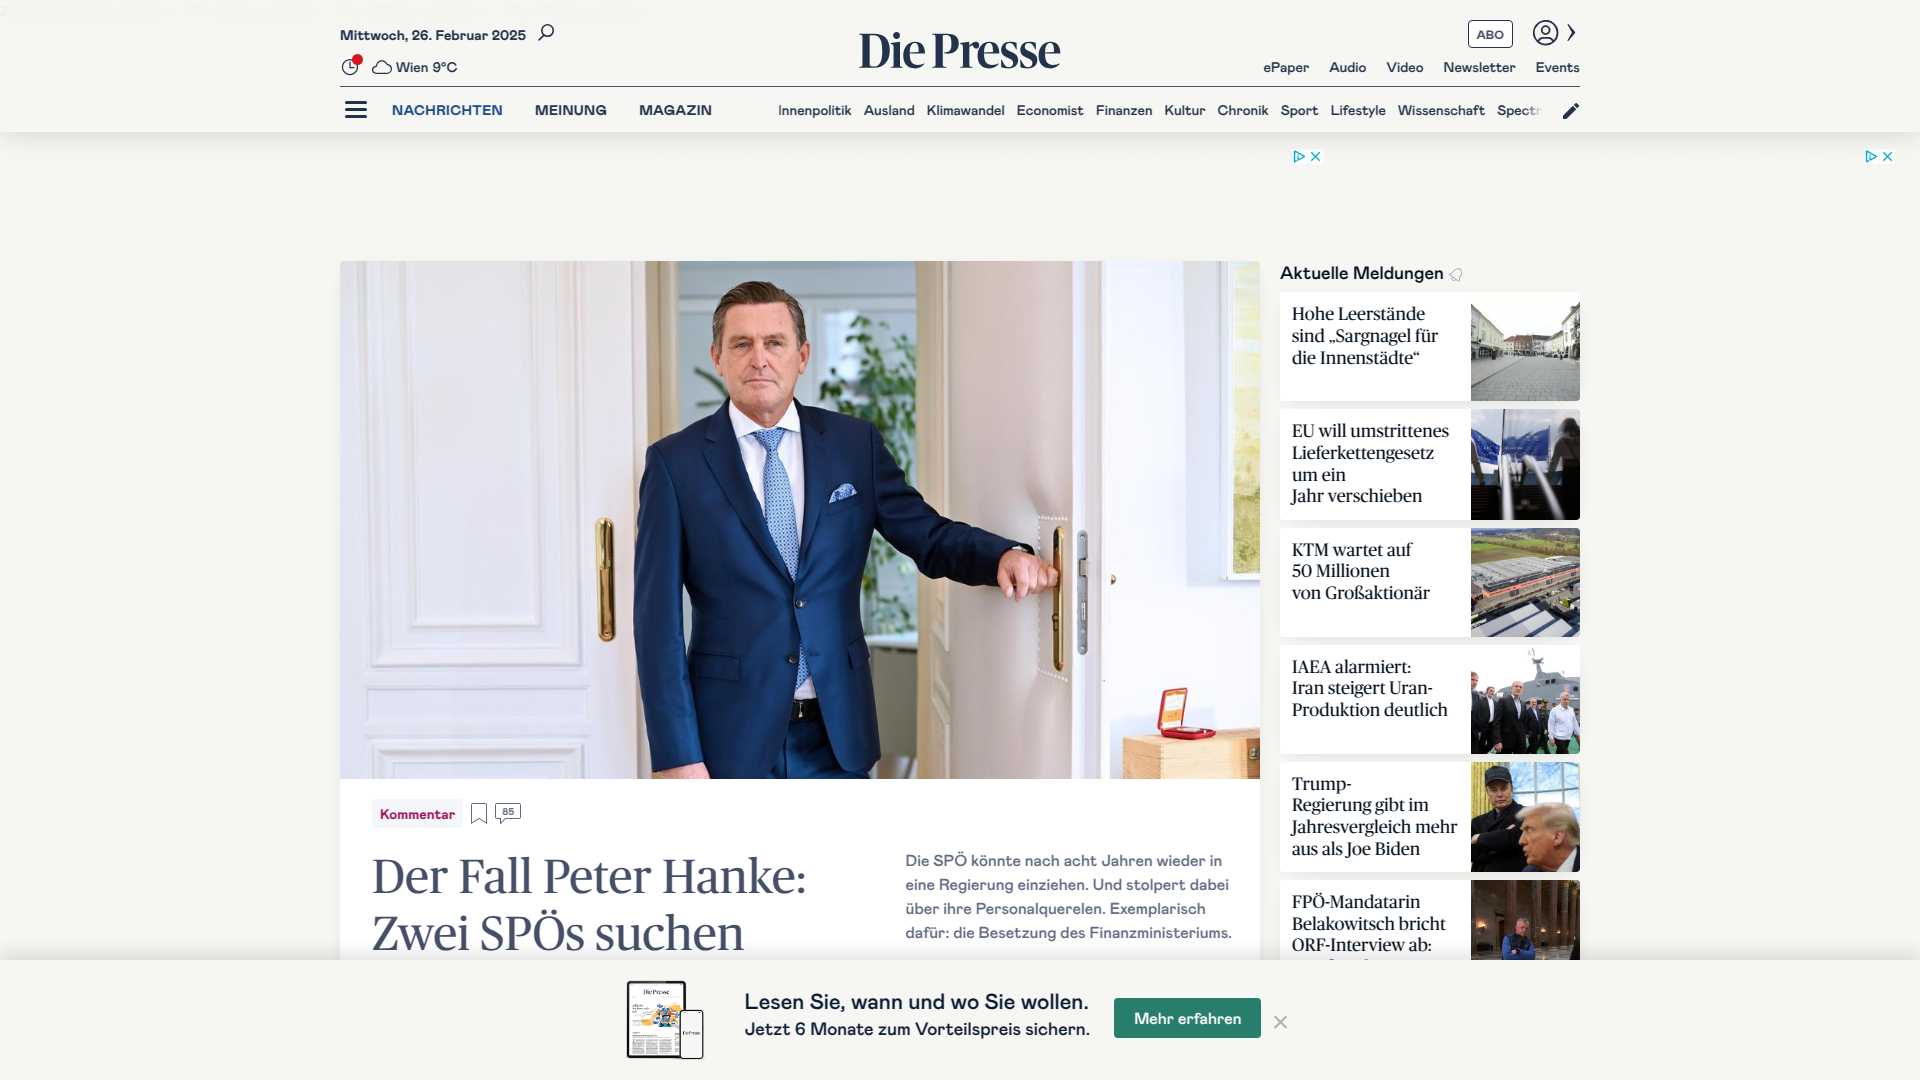 Mittwoch, 26. Februar 2025
Wien 9°C
Die Presse
ABO
ePaper Audio Video Newsletter Events
NACHRICHTEN MEINUNG MAGAZIN
Innenpolitik Ausland Klimawandel Economist Finanzen Kultur Chronik Sport Lifestyle Wissenschaft Spectr
Kommentar
85
Der Fall Peter Hanke:
Zwei SPÖs suchen
Die SPÖ könnte nach acht Jahren wieder in
eine Regierung einziehen. Und stolpert dabei
über ihre Personalquerelen. Exemplarisch
dafür: die Besetzung des Finanzministeriums.
Aktuelle Meldungen
Hohe Leerstände
sind „Sargnagel für
die Innenstädte“
EU will umstrittenes
Lieferkettengesetz
um ein
Jahr verschieben
KTM wartet auf
50 Millionen
von Großaktionär
IAEA alarmiert:
Iran steigert Uran-
Produktion deutlich
Trump-
Regierung gibt im
Jahresvergleich mehr
aus als Joe Biden
FPÖ-Mandatarin
Belakowitsch bricht
ORF-Interview ab:
Die Presse
Die Presse
Lesen Sie, wann und wo Sie wollen.
Jetzt 6 Monate zum Vorteilspreis sichern.
Mehr erfahren